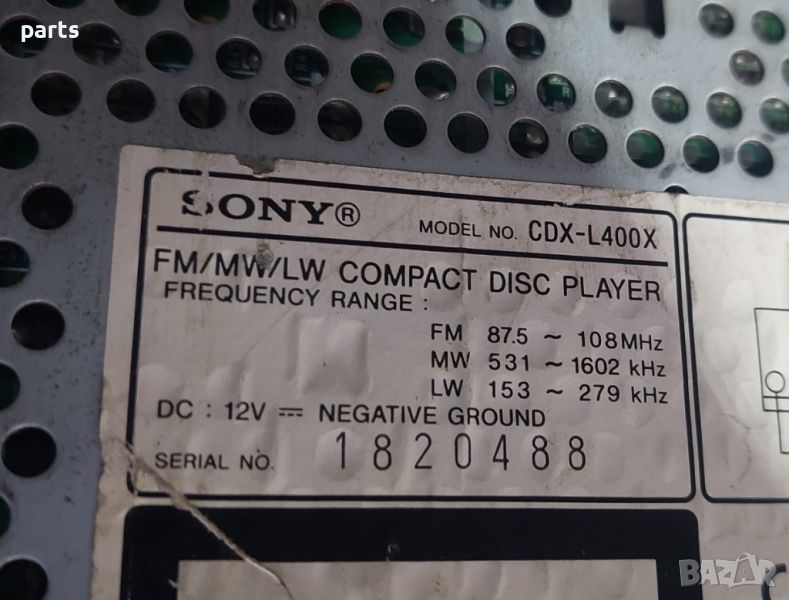 parts
SONY®
MODEL NO. CDX-L400X
FM/MW/LW COMPACT DISC PLAYER
FREQUENCY RANGE :
FM 87.5 ~ 108MHz
MW 531 ~ 1602 kHz
LW 153 ~ 279 kHz
DC : 12V ⎓ NEGATIVE GROUND
SERIAL NO. 1820488
BAZAR